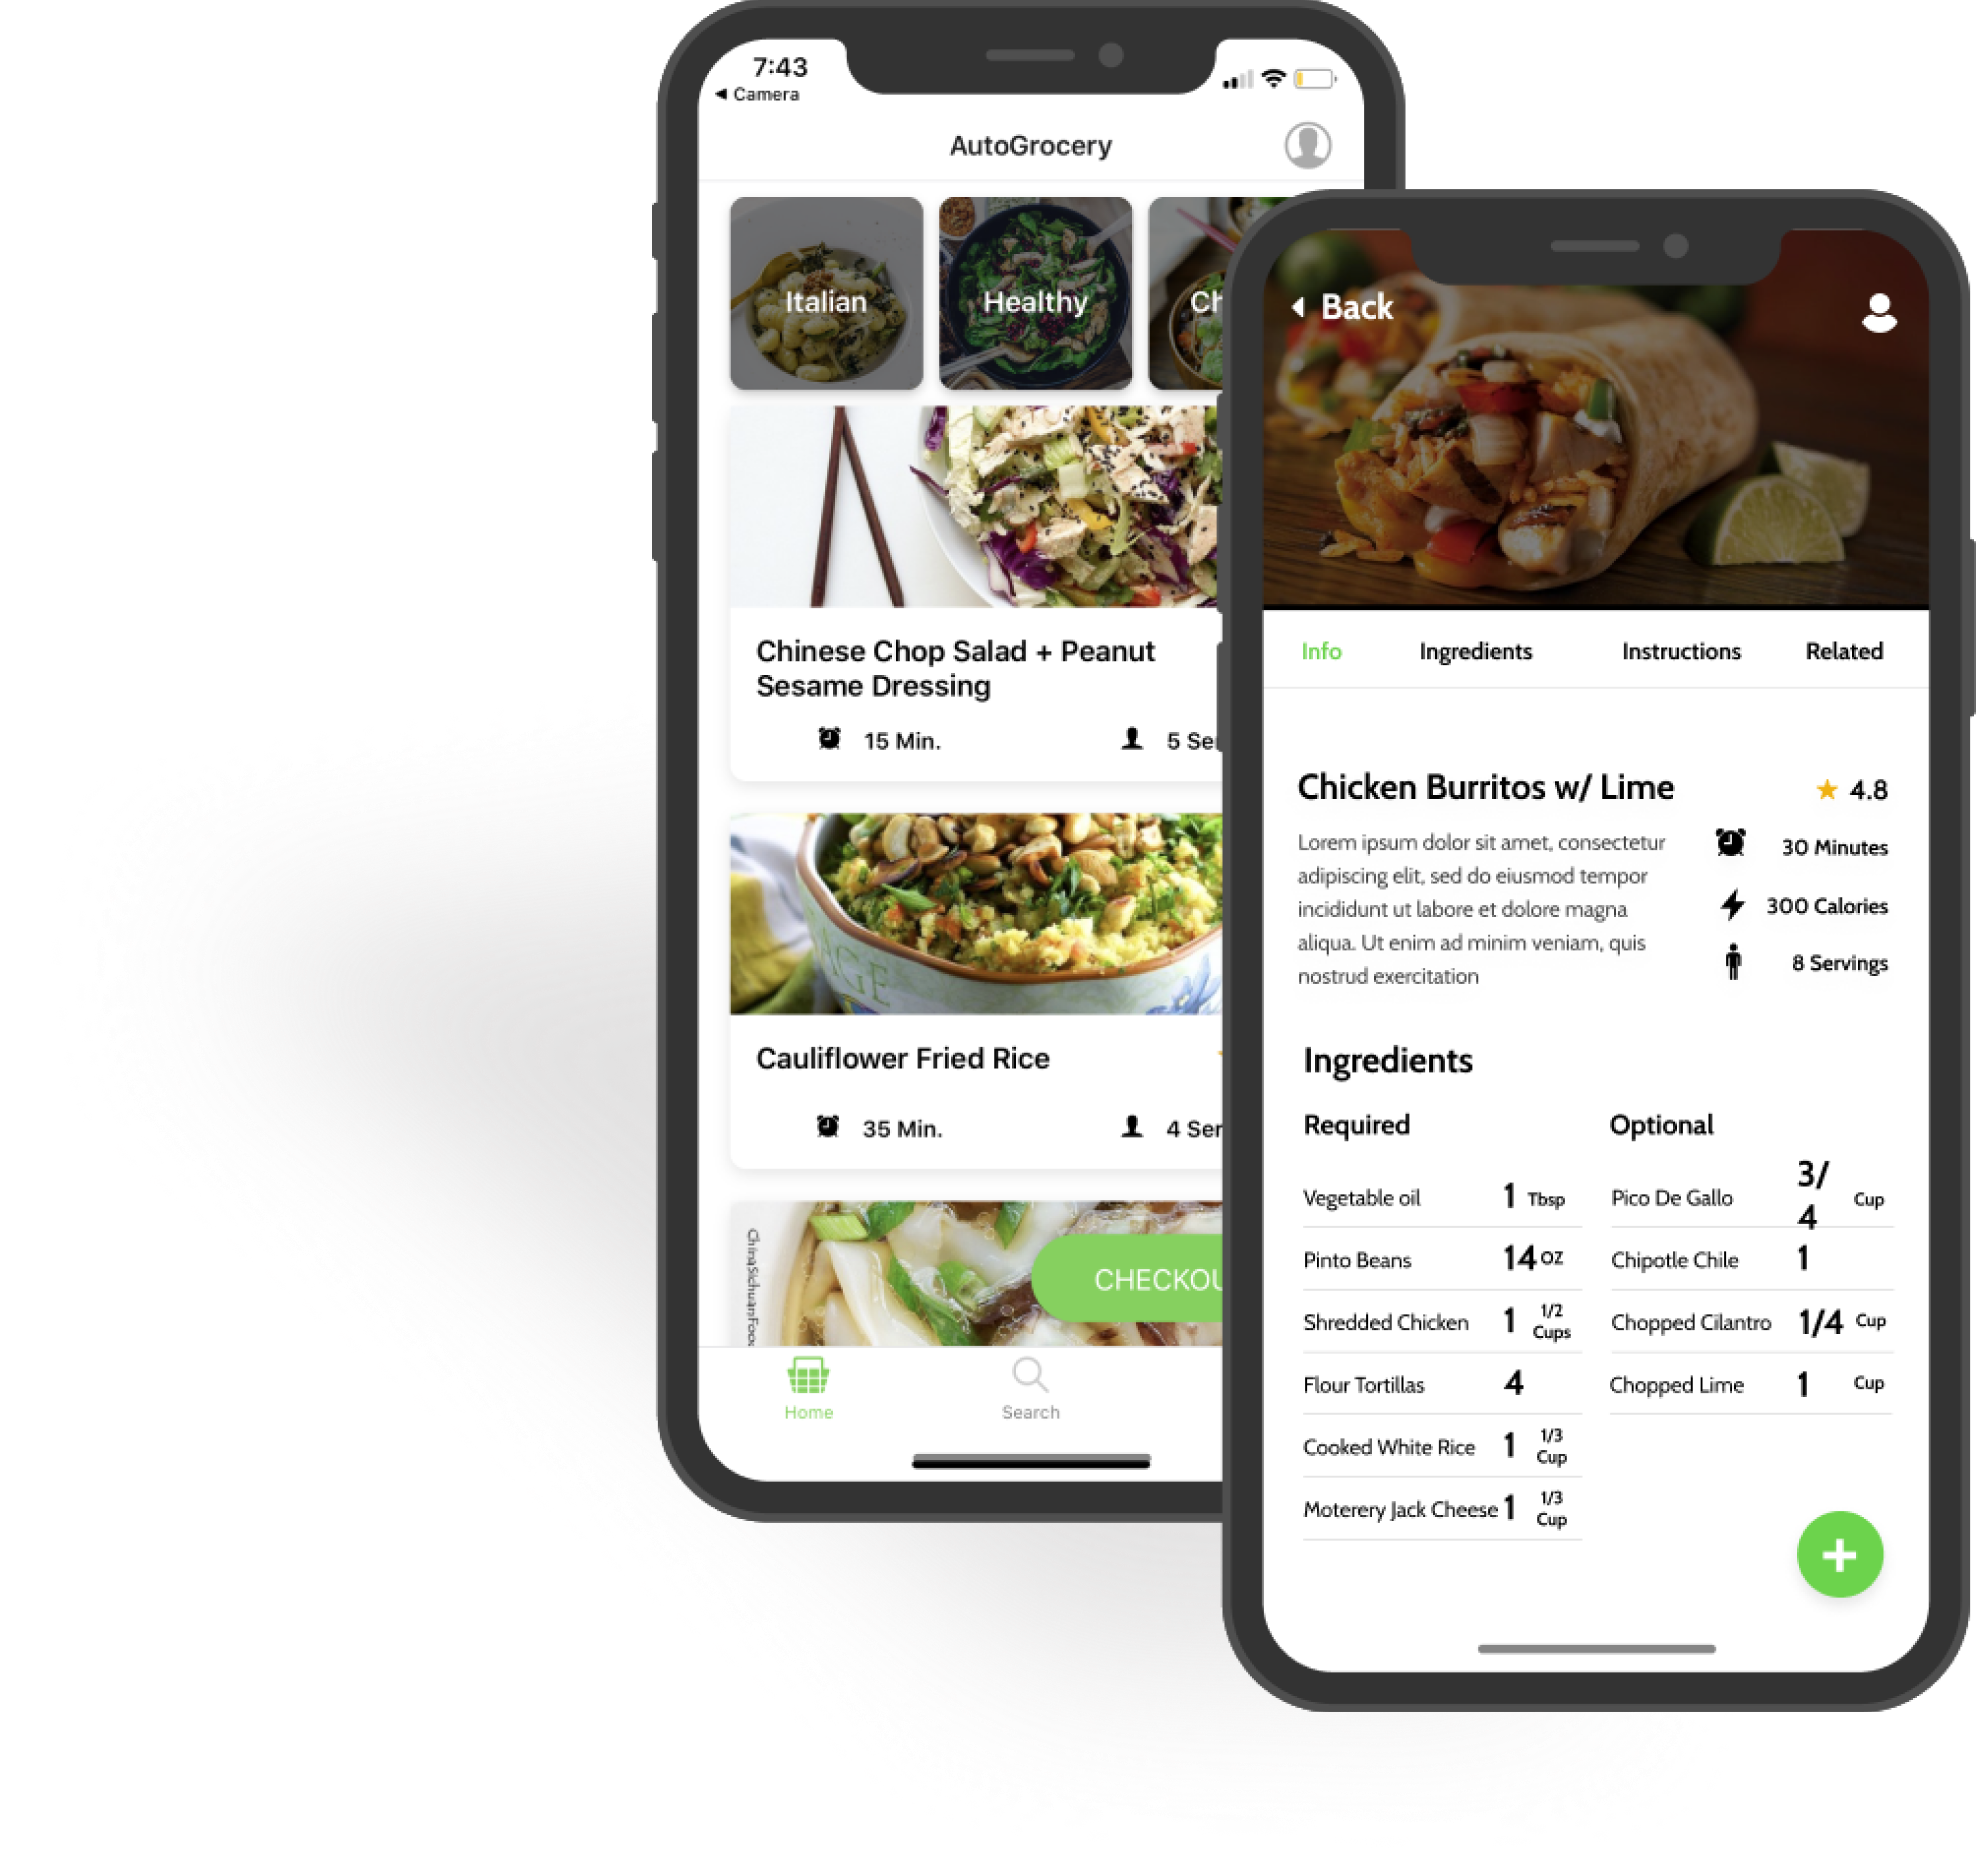 7:43
Camera
AutoGrocery
Italian
Healthy
Chinese Chop Salad + Peanut
Sesame Dressing
15 Min.
5
Cauliflower Fried Rice
35 Min.
4
Home
Search
Back
Info Ingredients Instructions Related
Chicken Burritos w/ Lime
4.8
Lorem ipsum dolor sit amet, consectetur
adipiscing elit, sed do eiusmod tempor
incididunt ut labore et dolore magna
aliqua. Ut enim ad minim veniam, quis
nostrud exercitation
30 Minutes
300 Calories
8 Servings
Ingredients
Required
Vegetable oil 1 Tbsp
Pinto Beans 14 OZ
Shredded Chicken 1 1/2 Cups
Flour Tortillas 4
Cooked White Rice 1 1/3 Cup
Moterery Jack Cheese 1 1/3 Cup
Optional
Pico De Gallo 3/4 Cup
Chipotle Chile 1
Chopped Cilantro 1/4 Cup
Chopped Lime 1 Cup